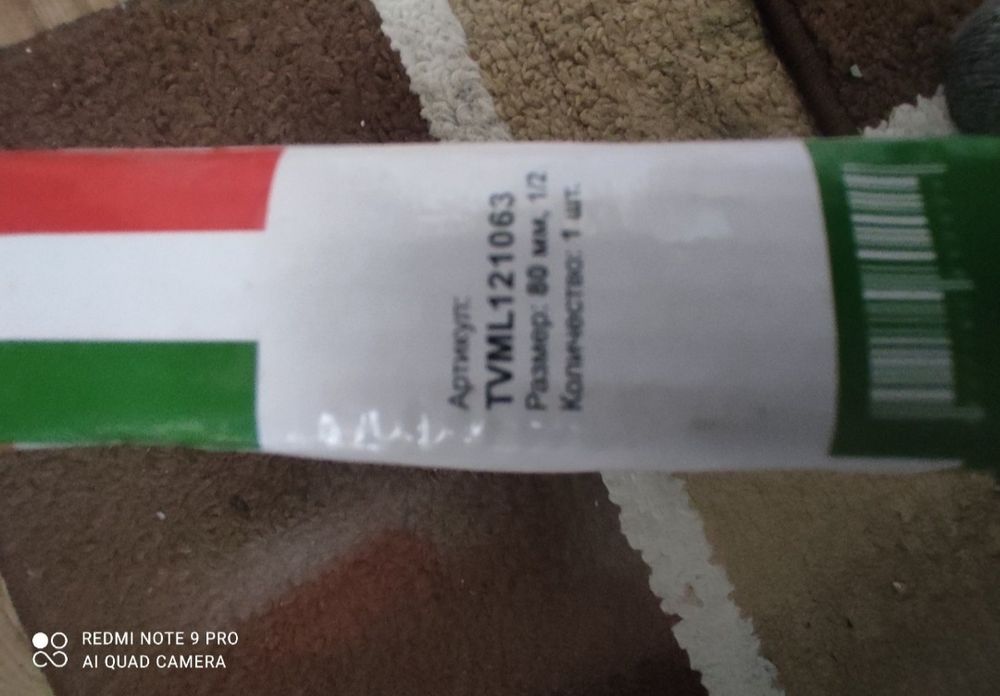 Артикул:
TVML121063
Размер: 80 мм, 1/2
Количество: 1 шт.
REDMI NOTE 9 PRO
AI QUAD CAMERA